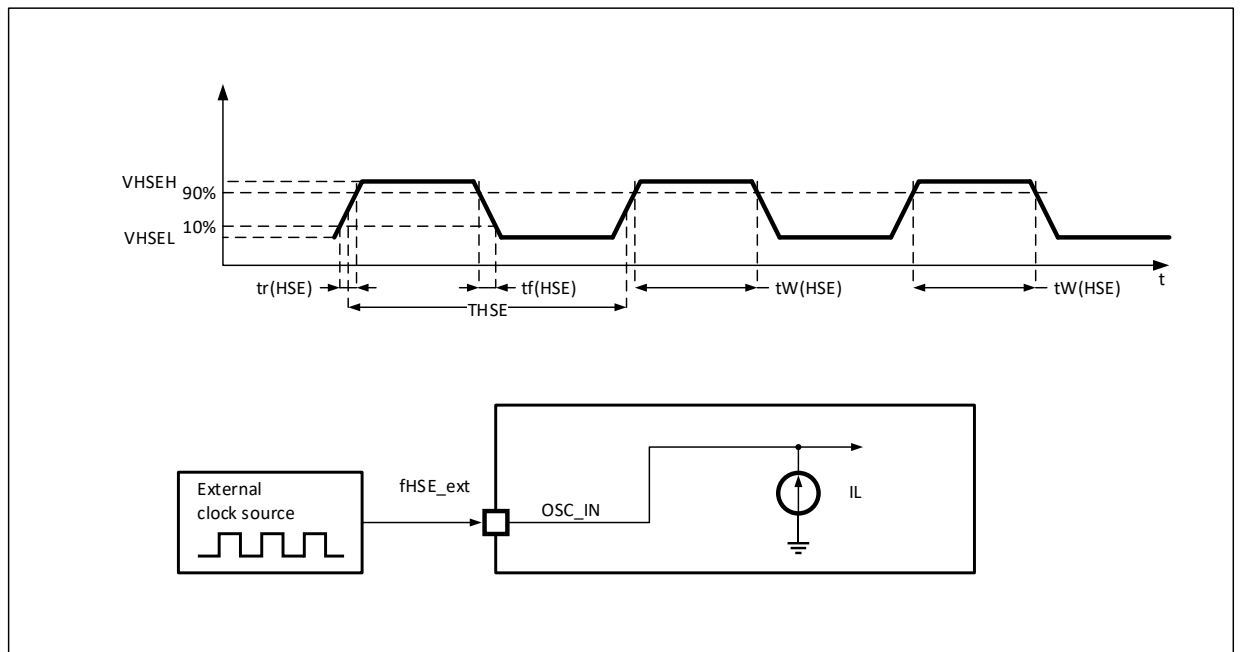 VHSEH
90%
10%
VHSEL
tr(HSE)
tf(HSE)
tW(HSE)
tW(HSE)
t
THSE
External
clock source
fHSE_ext
OSC_IN
IL